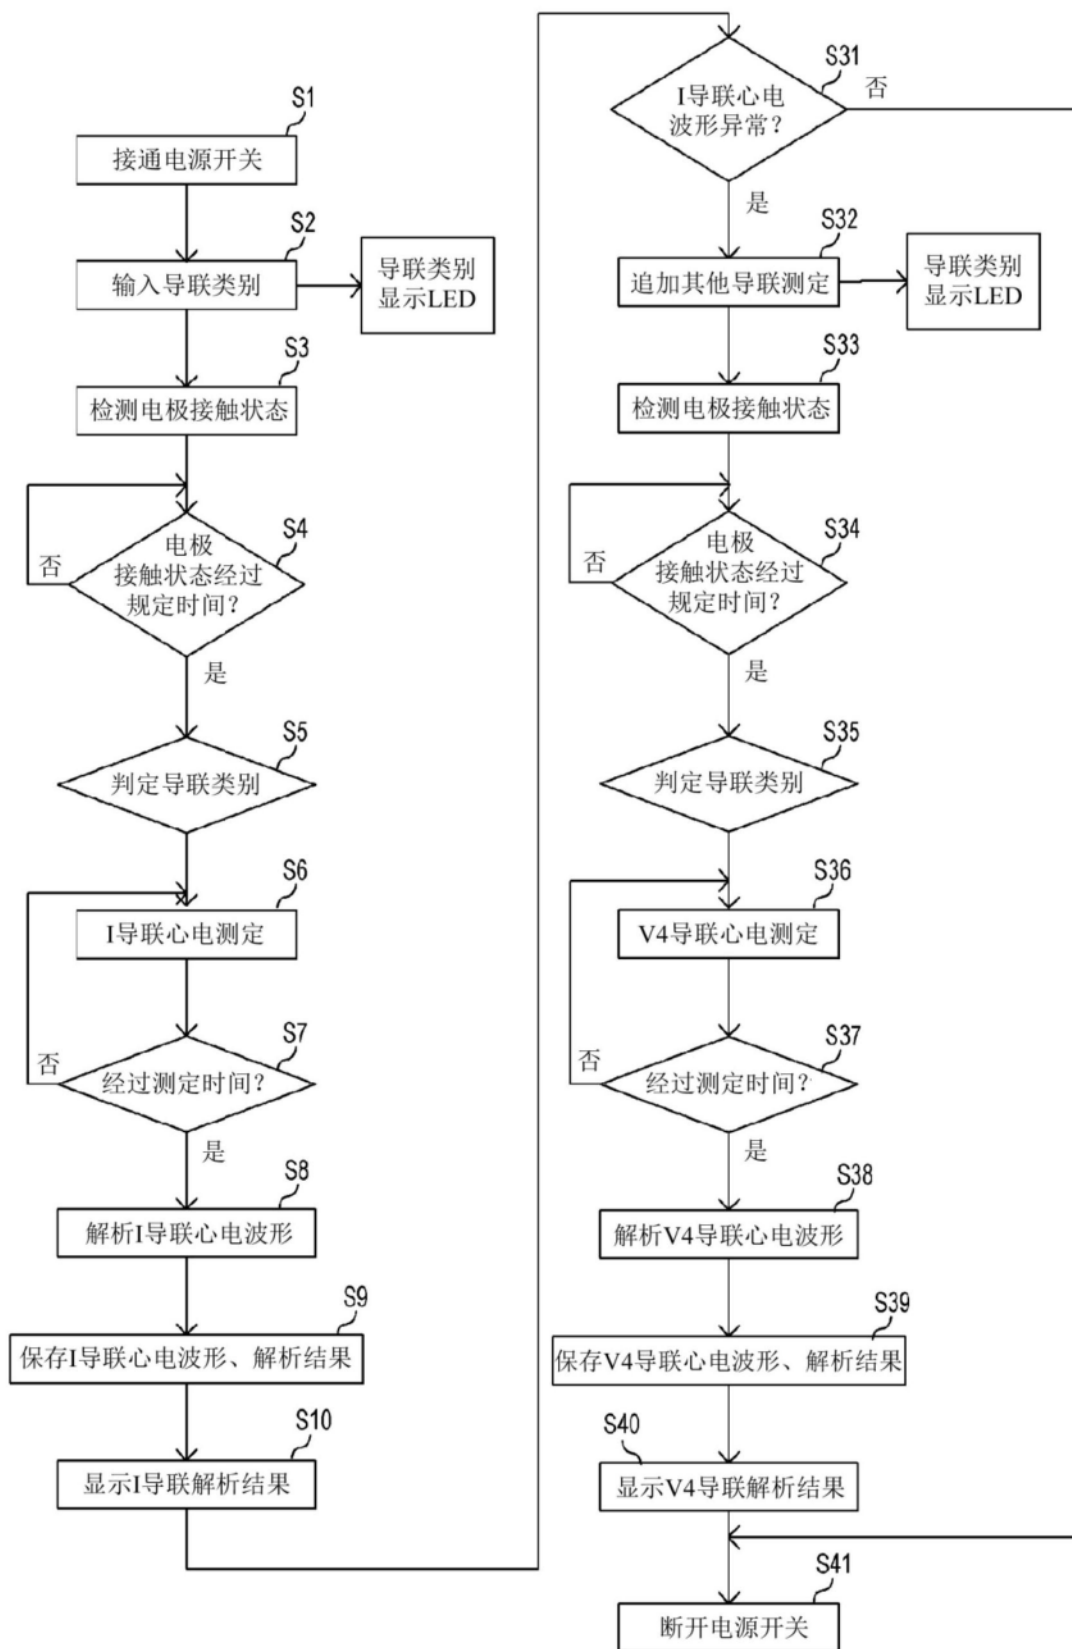 S1
接通电源开关
S2
输入导联类别
导联类别
显示LED
S3
检测电极接触状态
S4
电极
接触状态经过
规定时间?
否
是
S5
判定导联类别
S6
I导联心电测定
S7
经过测定时间?
否
是
S8
解析I导联心电波形
S9
保存I导联心电波形、解析结果
S10
显示I导联解析结果
S31
I导联心电
波形异常?
否
是
S32
追加其他导联测定
导联类别
显示LED
S33
检测电极接触状态
S34
电极
接触状态经过
规定时间?
否
是
S35
判定导联类别
S36
V4导联心电测定
S37
经过测定时间?
否
是
S38
解析V4导联心电波形
S39
保存V4导联心电波形、解析结果
S40
显示V4导联解析结果
S41
断开电源开关